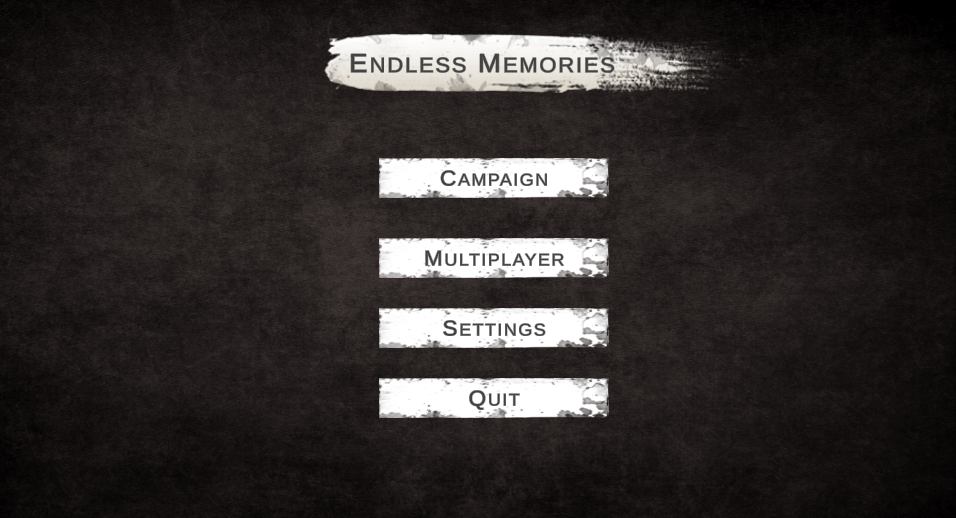 Endless Memories
Campaign
Multiplayer
Settings
Quit